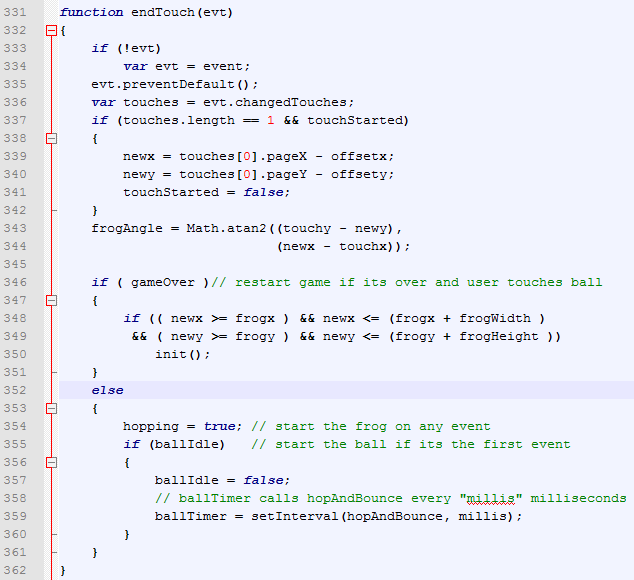 331 function endTouch(evt)
332 {
333 if (!evt)
334 var evt = event;
335 evt.preventDefault();
336 var touches = evt.changedTouches;
337 if (touches.length == 1 && touchStarted)
338 {
339 newx = touches[0].pageX - offsetx;
340 newy = touches[0].pageY - offsety;
341 touchStarted = false;
342 }
343 frogAngle = Math.atan2((touchy - newy),
344 (newx - touchx));
345
346 if ( gameOver )// restart game if its over and user touches ball
347 {
348 if (( newx >= frogx ) && newx <= (frogx + frogWidth )
349 && ( newy >= frogy ) && newy <= (frogy + frogHeight ))
350 init();
351 }
352 else
353 {
354 hopping = true; // start the frog on any event
355 if (ballIdle) // start the ball if its the first event
356 {
357 ballIdle = false;
358 // ballTimer calls hopAndBounce every "millis" milliseconds
359 ballTimer = setInterval(hopAndBounce, millis);
360 }
361 }
362 }